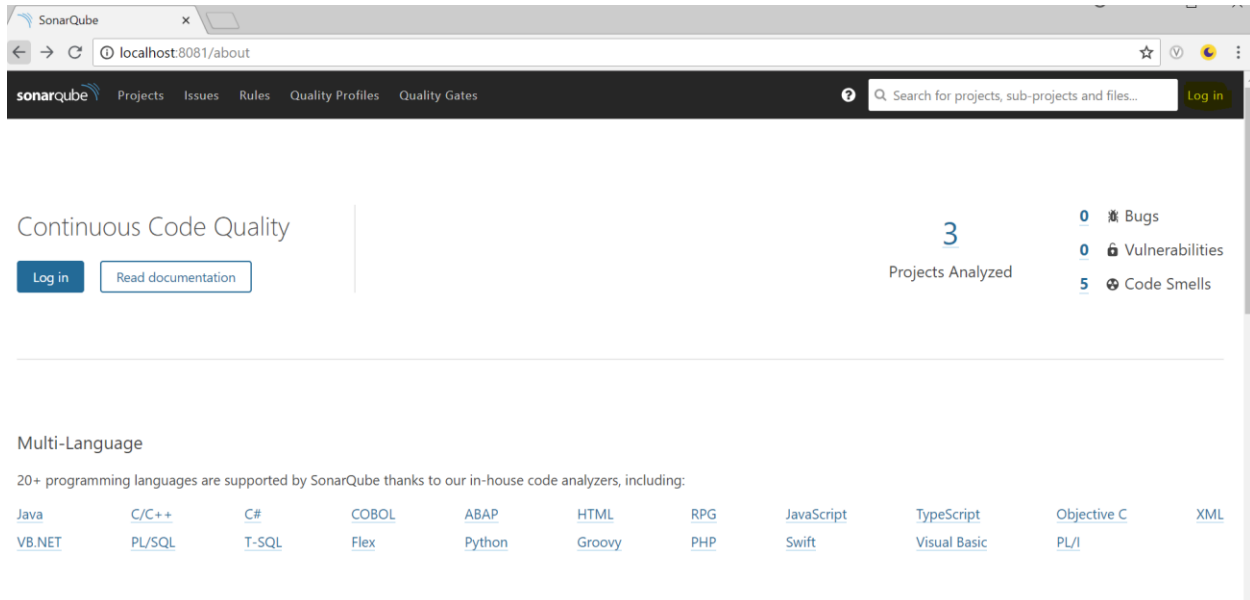 SonarQube
localhost:8081/about
sonarqube Projects Issues Rules Quality Profiles Quality Gates ? Search for projects, sub-projects and files... Log in
Continuous Code Quality
Log in Read documentation
3
Projects Analyzed
0 Bugs
0 Vulnerabilities
5 Code Smells
Multi-Language
20+ programming languages are supported by SonarQube thanks to our in-house code analyzers, including:
Java C/C++ C# COBOL ABAP HTML RPG JavaScript TypeScript Objective C XML
VB.NET PL/SQL T-SQL Flex Python Groovy PHP Swift Visual Basic PL/I